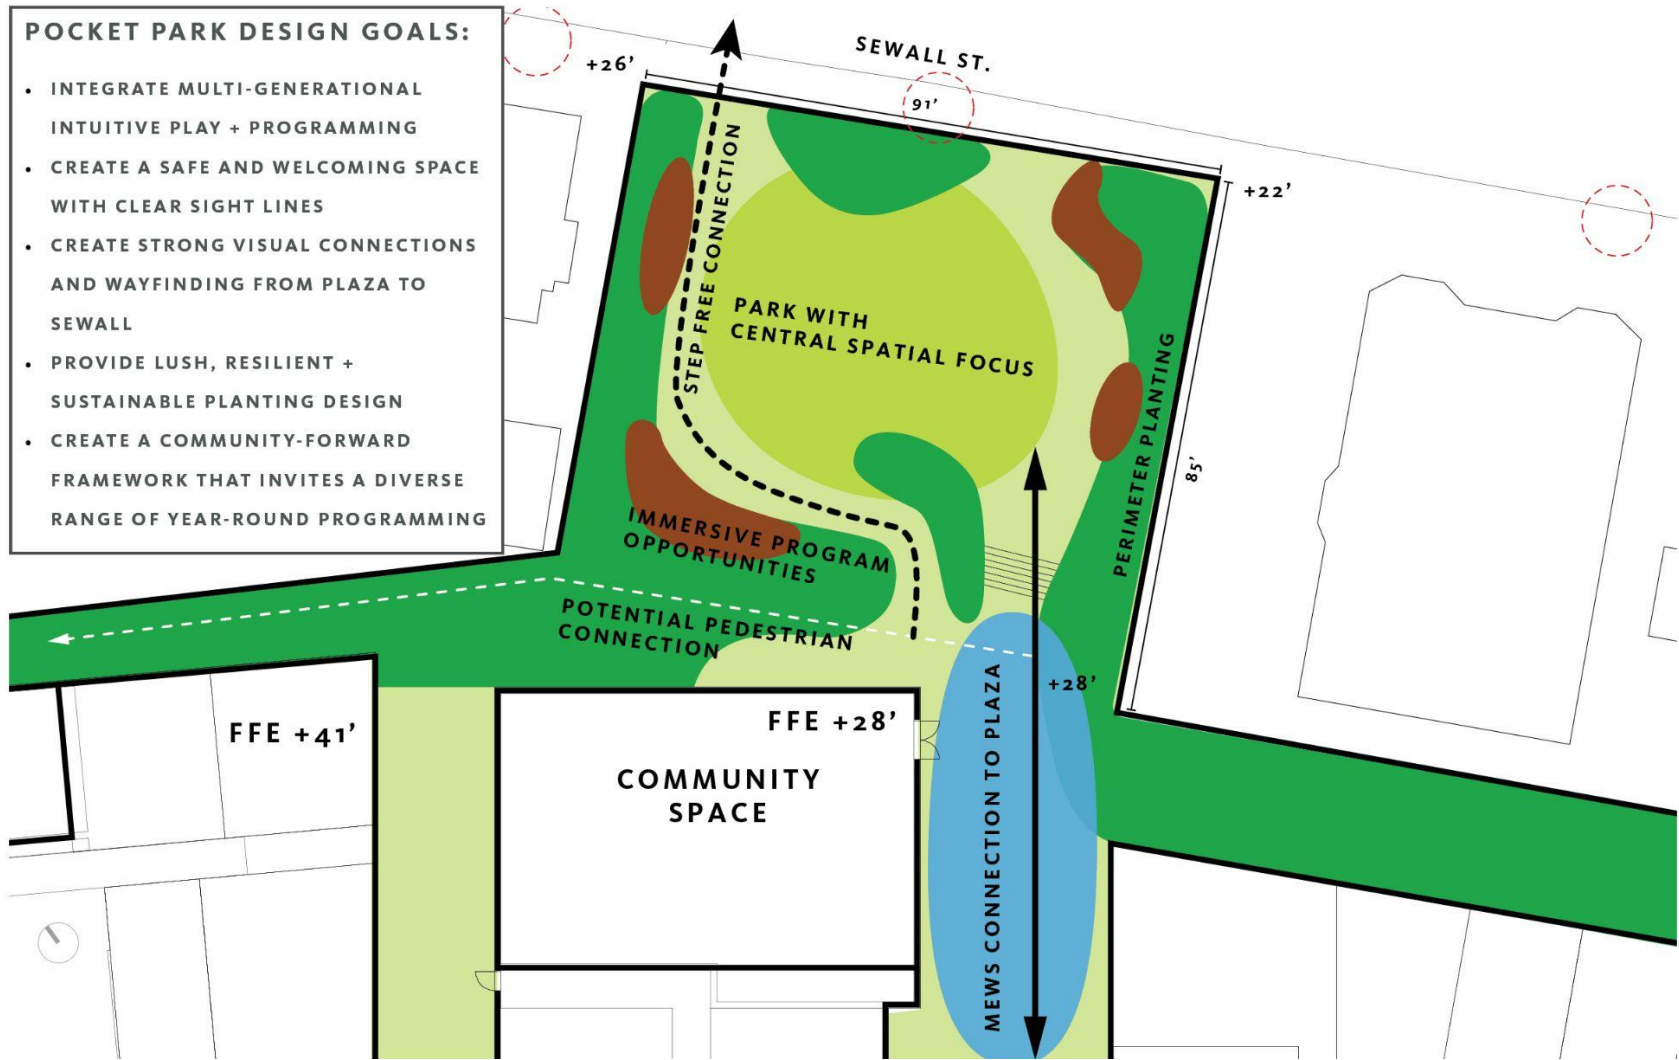 POCKET PARK DESIGN GOALS:
• INTEGRATE MULTI-GENERATIONAL
INTUITIVE PLAY + PROGRAMMING
• CREATE A SAFE AND WELCOMING SPACE
WITH CLEAR SIGHT LINES
• CREATE STRONG VISUAL CONNECTIONS
AND WAYFINDING FROM PLAZA TO
SEWALL
• PROVIDE LUSH, RESILIENT +
SUSTAINABLE PLANTING DESIGN
• CREATE A COMMUNITY-FORWARD
FRAMEWORK THAT INVITES A DIVERSE
RANGE OF YEAR-ROUND PROGRAMMING
SEWALL ST.
+26'
91'
+22'
STEP FREE CONNECTION
PARK WITH
CENTRAL SPATIAL FOCUS
PERIMETER PLANTING
85'
IMMERSIVE PROGRAM
OPPORTUNITIES
POTENTIAL PEDESTRIAN
CONNECTION
+28'
MEWS CONNECTION TO PLAZA
FFE +41'
FFE +28'
COMMUNITY
SPACE